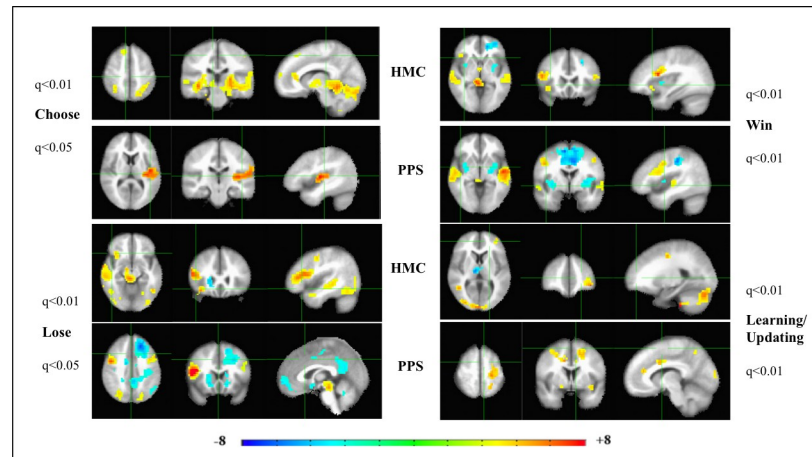 q<0.01
Choose
q<0.05
HMC
PPS
q<0.01
Win
q<0.01
q<0.01
Lose
q<0.05
HMC
PPS
q<0.01
Learning/
Updating
q<0.01
-8
+8